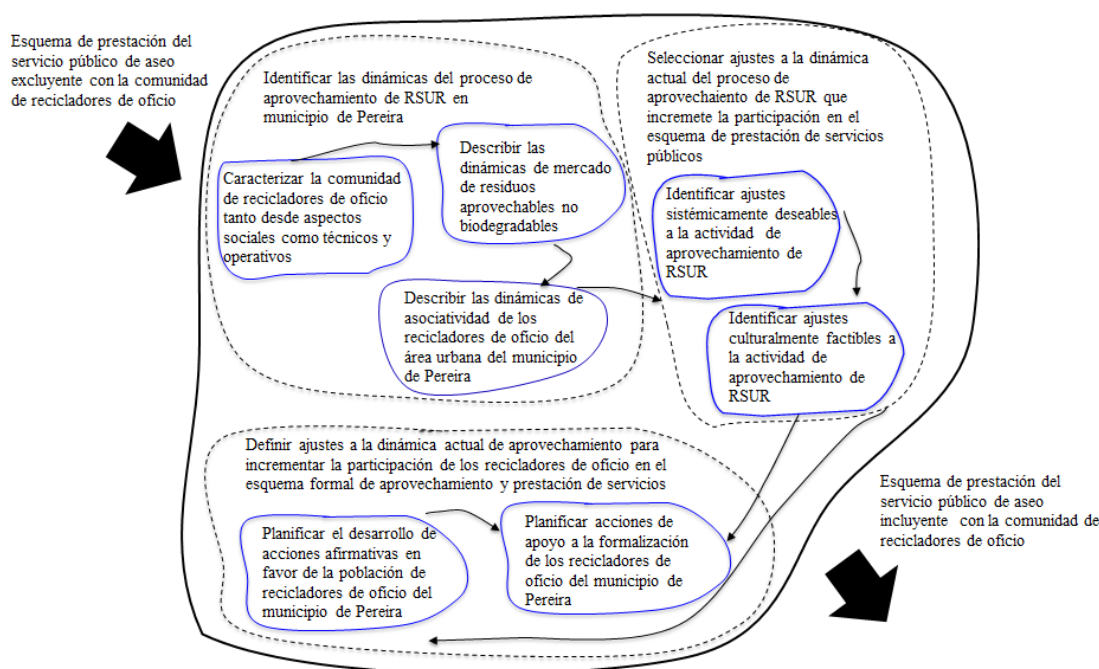 Esquema de prestación del
servicio público de aseo
excluyente con la comunidad
de recicladores de oficio
Identificar las dinámicas del proceso de
aprovechamiento de RSUR en
municipio de Pereira
Caracterizar la comunidad
de recicladores de oficio
tanto desde aspectos
sociales como técnicos y
operativos
Describir las
dinámicas de mercado
de residuos
aprovechables no
biodegradables
Describir las dinámicas de
asociatividad de los
recicladores de oficio del
área urbana del municipio
de Pereira
Seleccionar ajustes a la dinámica
actual del proceso de
aprovechaiento de RSUR que
incremete la participación en el
esquema de prestación de servicios
públicos
Identificar ajustes
sistémicamente deseables
a la actividad de
aprovechamiento de
RSUR
Identificar ajustes
culturalmente factibles a
la actividad de
aprovechamiento de
RSUR
Definir ajustes a la dinámica actual de aprovechamiento para
incrementar la participación de los recicladores de oficio en el
esquema formal de aprovechamiento y prestación de servicios
Planificar el desarrollo de
acciones afirmativas en
favor de la población de
recicladores de oficio del
municipio de Pereira
Planificar acciones de
apoyo a la formalización
de los recicladores de
oficio del municipio de
Pereira
Esquema de prestación del
servicio público de aseo
incluyente con la comunidad de
recicladores de oficio